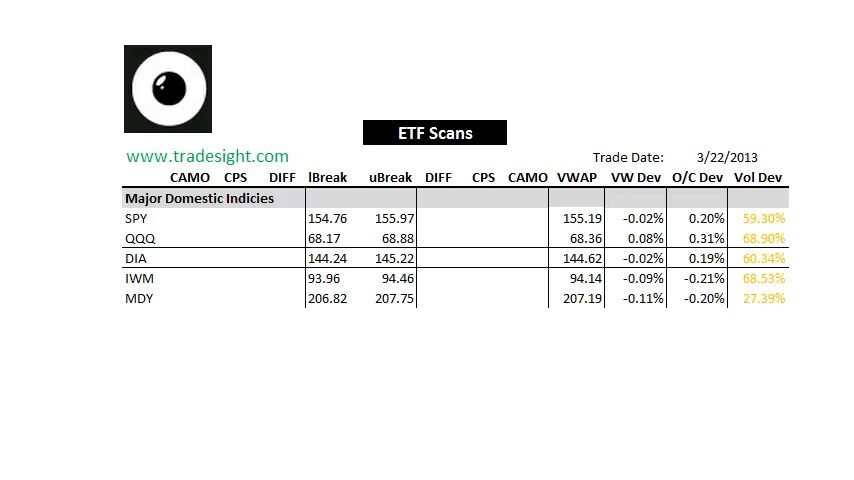 ETF Scans
www.tradesight.com Trade Date: 3/22/2013
CAMO CPS DIFF lBreak uBreak DIFF CPS CAMO VWAP VW Dev O/C Dev Vol Dev
Major Domestic Indicies
SPY 154.76 155.97 155.19 -0.02% 0.20% 59.30%
QQQ 68.17 68.88 68.36 0.08% 0.31% 68.90%
DIA 144.24 145.22 144.62 -0.02% 0.19% 60.34%
IWM 93.96 94.46 94.14 -0.09% -0.21% 68.53%
MDY 206.82 207.75 207.19 -0.11% -0.20% 27.39%